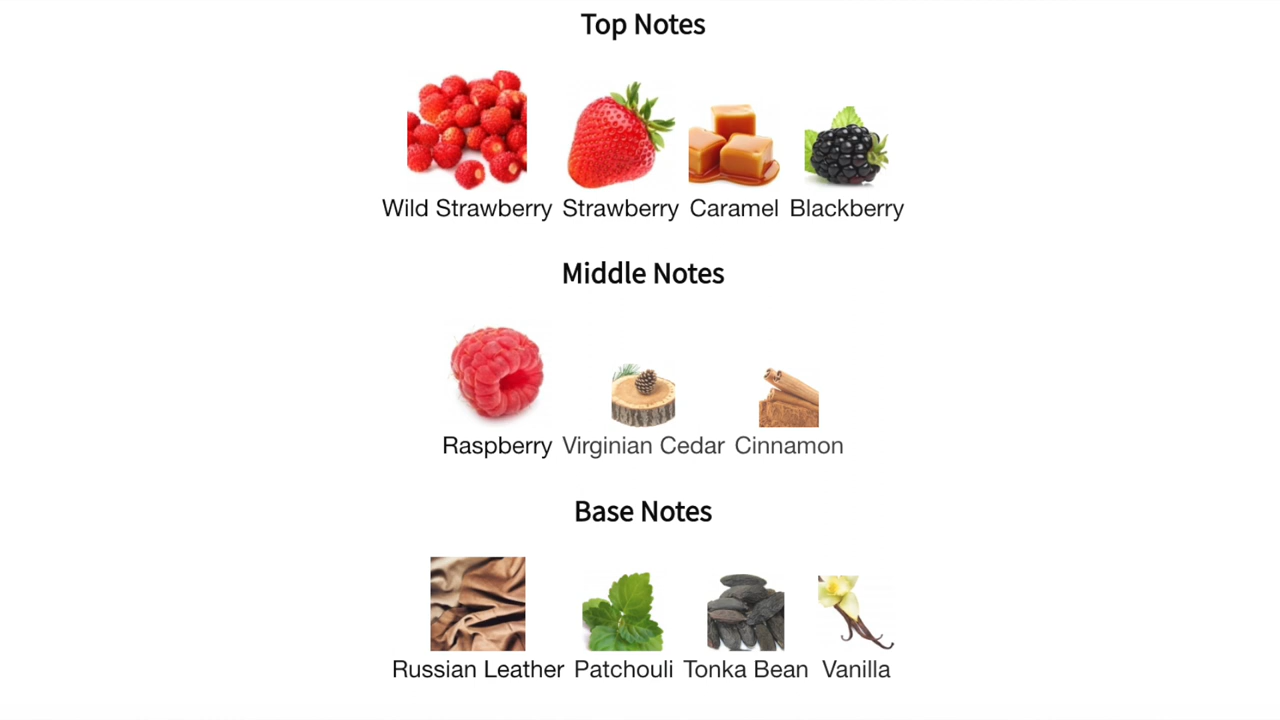 Top Notes
Wild Strawberry Strawberry Caramel Blackberry
Middle Notes
Raspberry Virginian Cedar Cinnamon
Base Notes
Russian Leather Patchouli Tonka Bean Vanilla